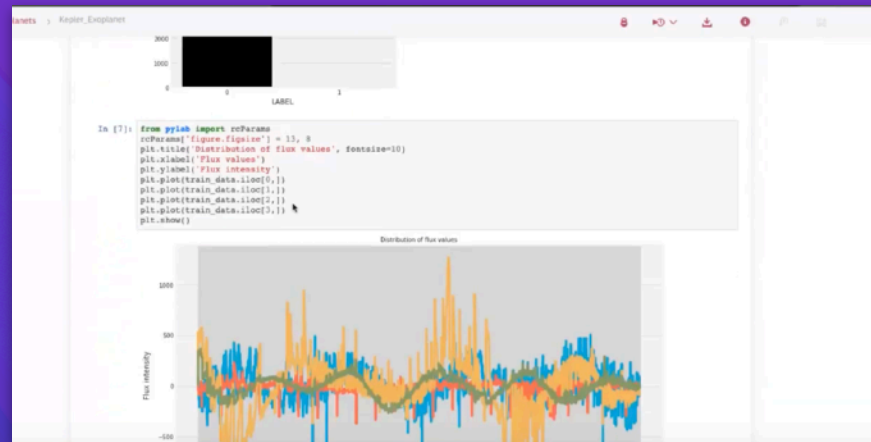 lanets > Kepler_Exoplanet
2000
1000
0
0 1
LABEL
In [7]: from pylab import rcParams
rcParams['figure.figsize'] = 13, 8
plt.title('Distribution of flux values', fontsize=10)
plt.xlabel('Flux values')
plt.ylabel('Flux intensity')
plt.plot(train_data.iloc[0,])
plt.plot(train_data.iloc[1,])
plt.plot(train_data.iloc[2,])
plt.plot(train_data.iloc[3,])
plt.show()
Distribution of flux values
1000
500
0
-500
Flux intensity